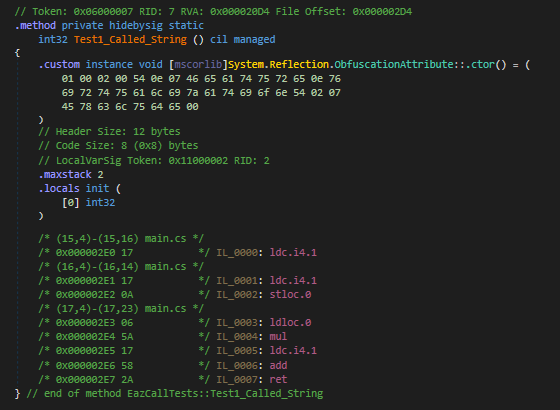 // Token: 0x06000007 RID: 7 RVA: 0x000020D4 File Offset: 0x000002D4
.method private hidebysig static
int32 Test1_Called_String () cil managed
{
.custom instance void [mscorlib]System.Reflection.ObfuscationAttribute::.ctor() = (
01 00 02 00 54 0e 07 46 65 61 74 75 72 65 0e 76
69 72 74 75 61 6c 69 7a 61 74 69 6f 6e 54 02 07
45 78 63 6c 75 64 65 00
)
// Header Size: 12 bytes
// Code Size: 8 (0x8) bytes
// LocalVarSig Token: 0x11000002 RID: 2
.maxstack 2
.locals init (
[0] int32
)
/* (15,4)-(15,16) main.cs */
/* 0x000002E0 17 */ IL_0000: ldc.i4.1
/* (16,4)-(16,14) main.cs */
/* 0x000002E1 17 */ IL_0001: ldc.i4.1
/* 0x000002E2 0A */ IL_0002: stloc.0
/* (17,4)-(17,23) main.cs */
/* 0x000002E3 06 */ IL_0003: ldloc.0
/* 0x000002E4 5A */ IL_0004: mul
/* 0x000002E5 17 */ IL_0005: ldc.i4.1
/* 0x000002E6 58 */ IL_0006: add
/* 0x000002E7 2A */ IL_0007: ret
} // end of method EazCallTests::Test1_Called_String